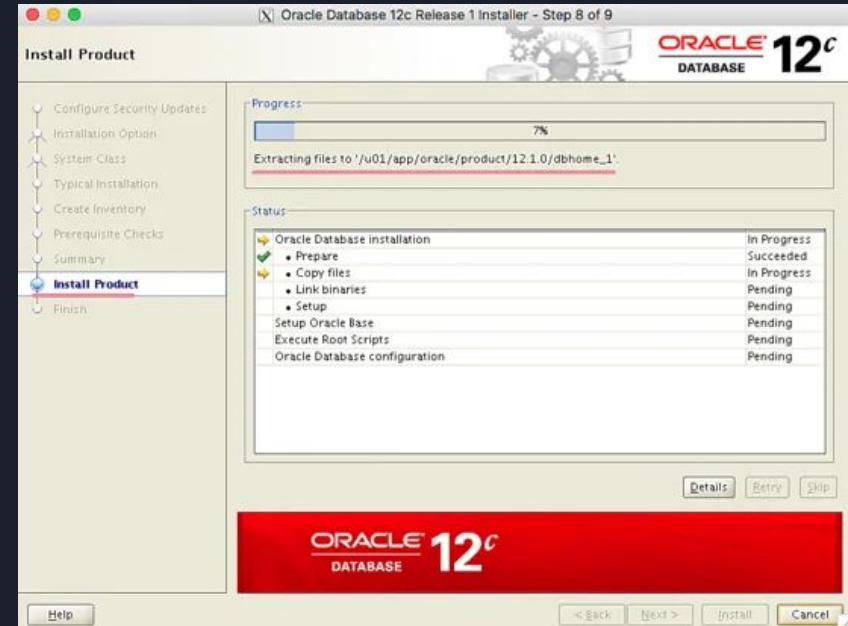 Oracle Database 12c Release 1 Installer - Step 8 of 9
Install Product
ORACLE DATABASE 12c
Configure Security Updates
Installation Option
System Class
Typical Installation
Create Inventory
Prerequisite Checks
Summary
Install Product
Finish
Progress
7%
Extracting files to '/u01/app/oracle/product/12.1.0/dbhome_1'.
Status
Oracle Database installation In Progress
• Prepare Succeeded
• Copy files In Progress
• Link binaries Pending
• Setup Pending
Setup Oracle Base Pending
Execute Root Scripts Pending
Oracle Database configuration Pending
Details Retry Skip
ORACLE DATABASE 12c
Help < Back Next > Install Cancel